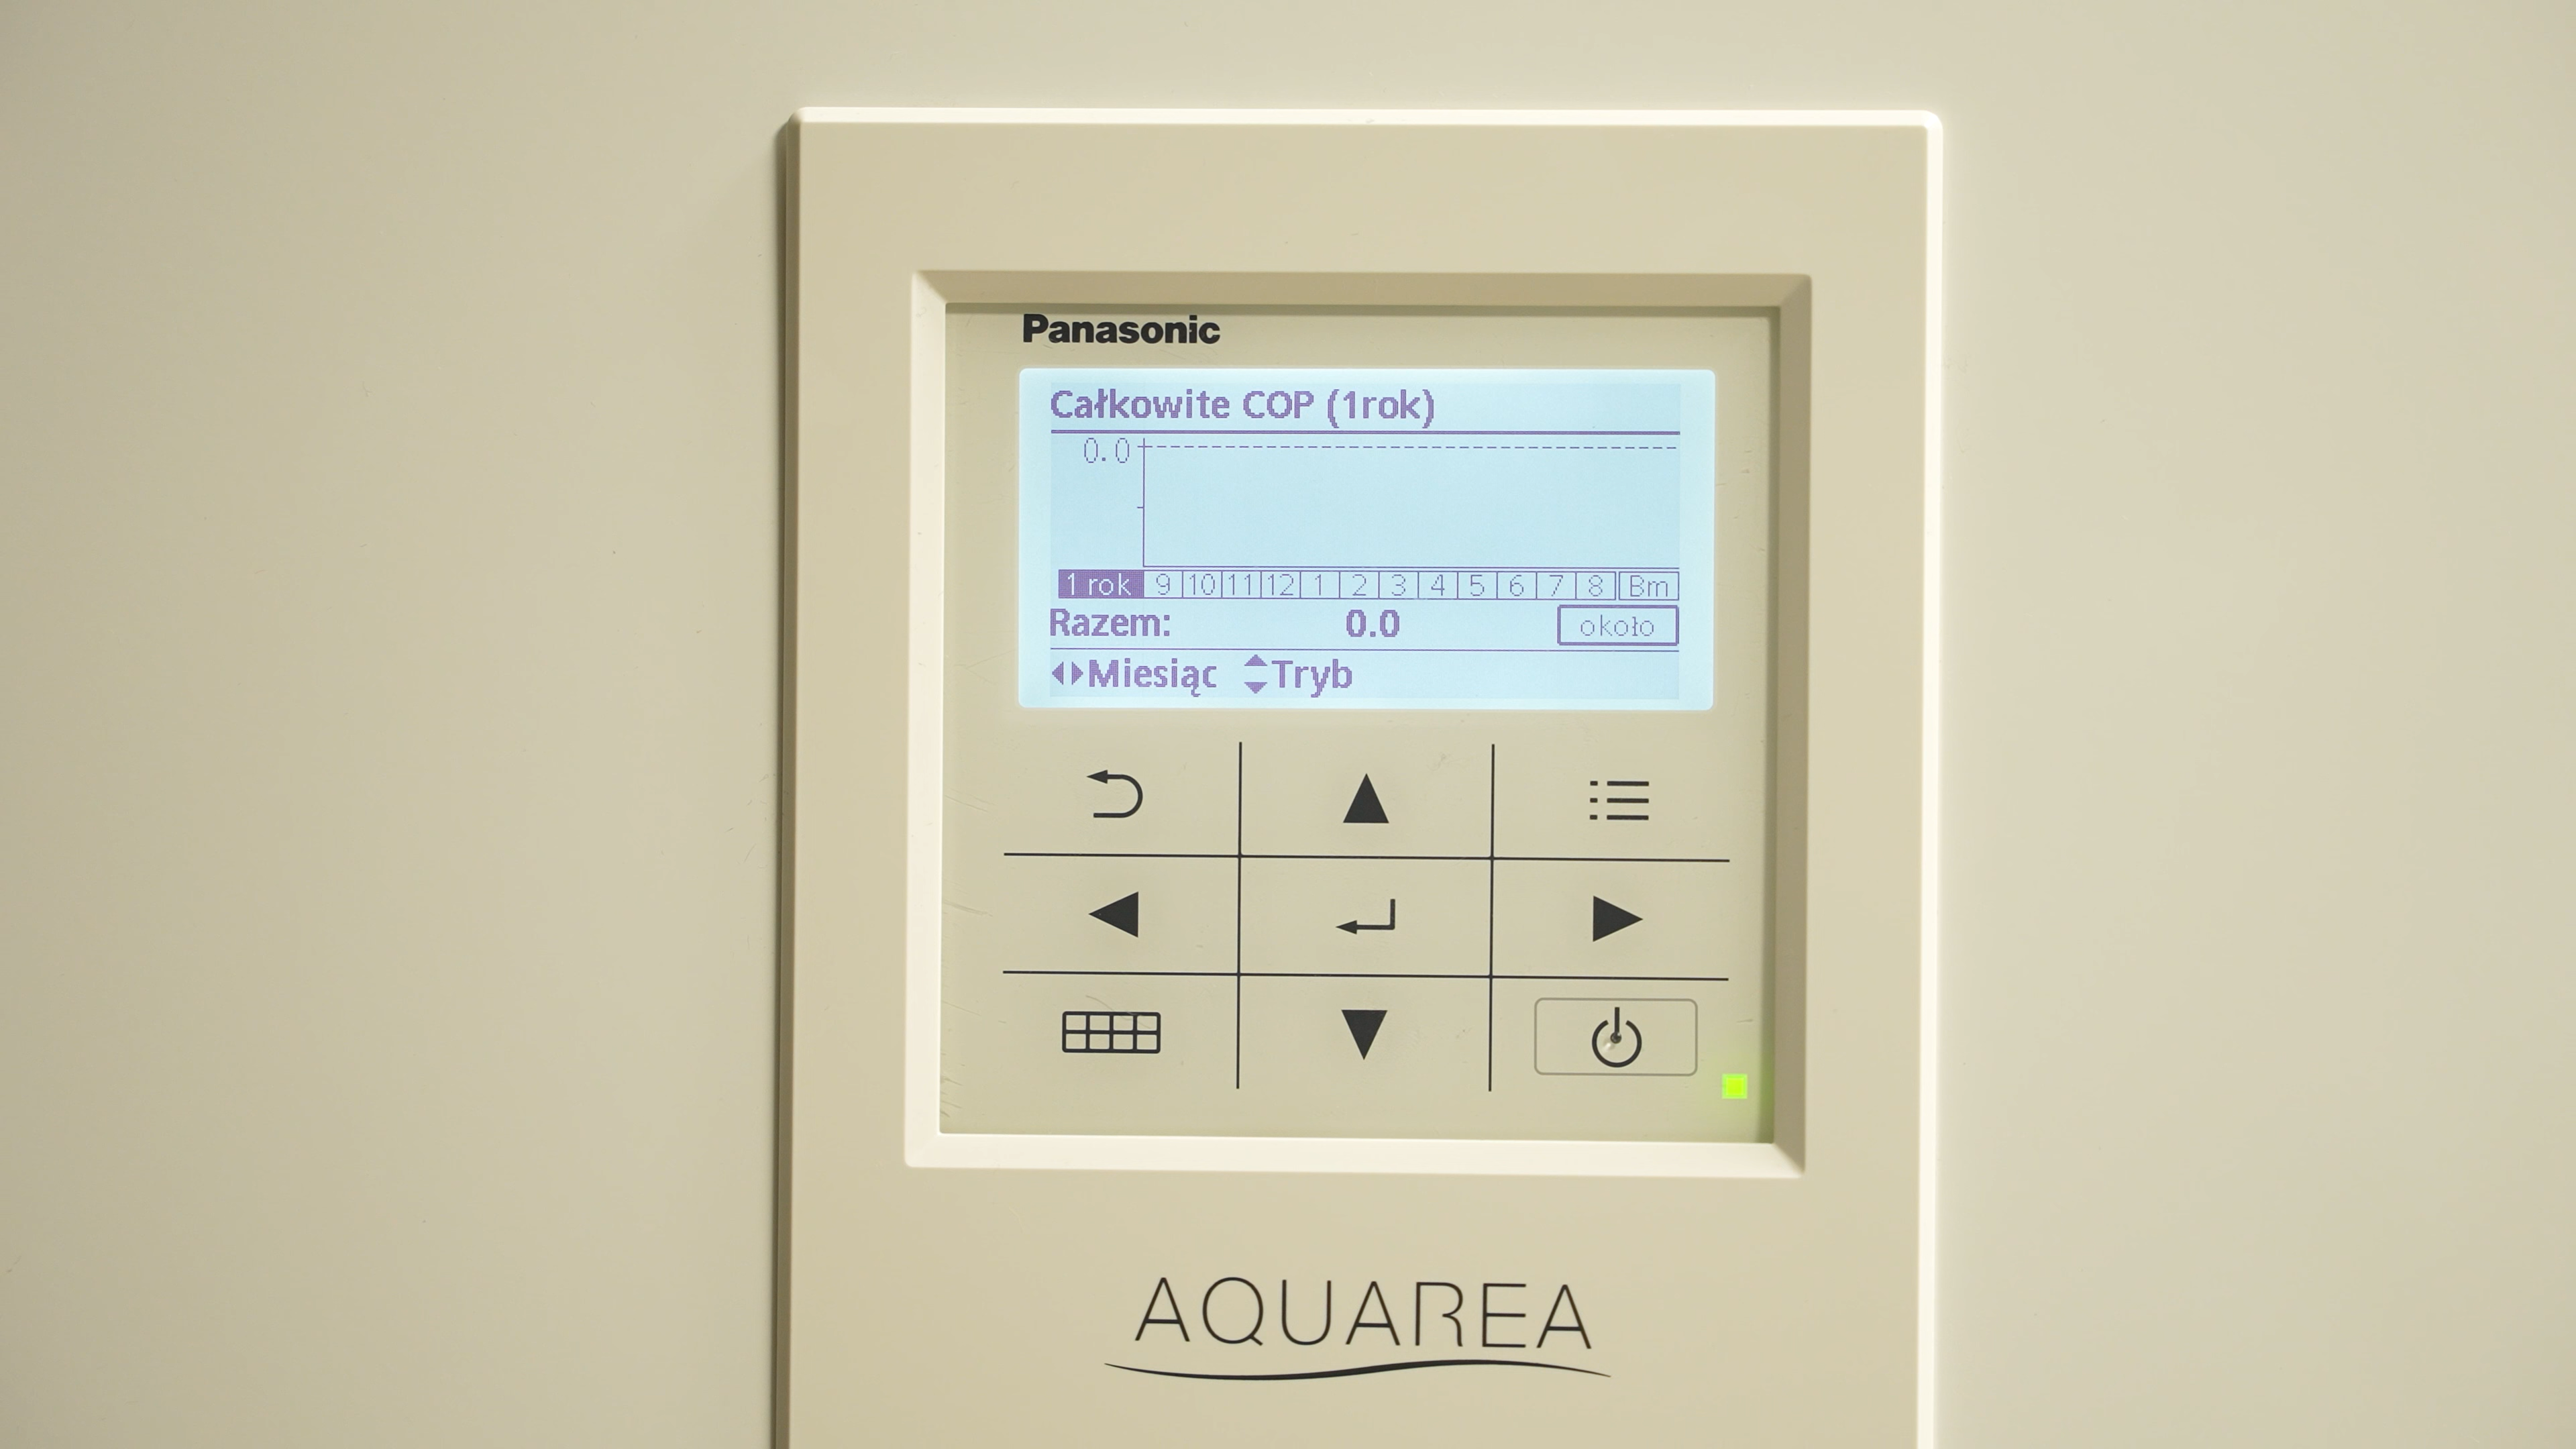 Panasonic
Całkowite COP (1rok)
0.0
1 rok 9 10 11 12 1 2 3 4 5 6 7 8 Bm
Razem: 0.0 około
Miesiąc Tryb
AQUAREA